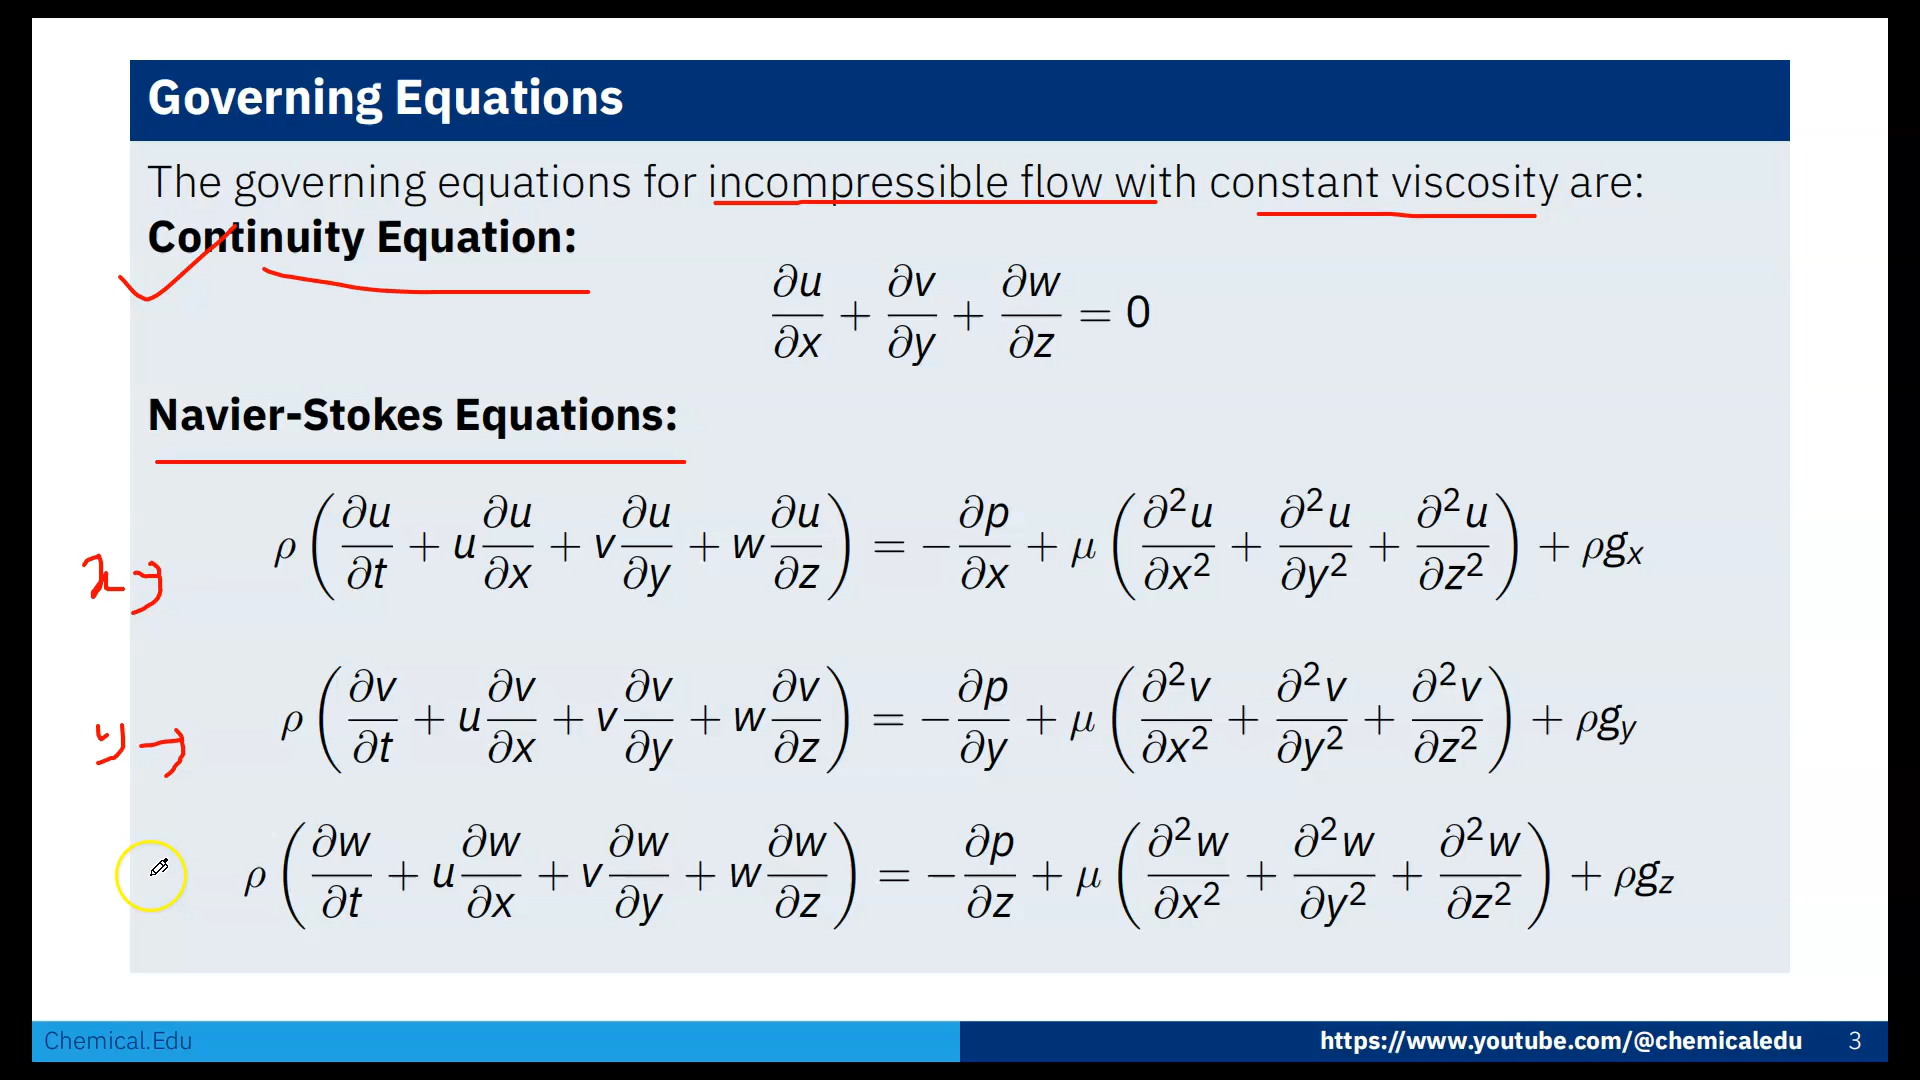 Governing Equations
The governing equations for incompressible flow with constant viscosity are:
Continuity Equation:
∂u/∂x + ∂v/∂y + ∂w/∂z = 0
Navier-Stokes Equations:
x→ ρ(∂u/∂t + u ∂u/∂x + v ∂u/∂y + w ∂u/∂z) = −∂p/∂x + μ(∂²u/∂x² + ∂²u/∂y² + ∂²u/∂z²) + ρgₓ
y→ ρ(∂v/∂t + u ∂v/∂x + v ∂v/∂y + w ∂v/∂z) = −∂p/∂y + μ(∂²v/∂x² + ∂²v/∂y² + ∂²v/∂z²) + ρg_y
ρ(∂w/∂t + u ∂w/∂x + v ∂w/∂y + w ∂w/∂z) = −∂p/∂z + μ(∂²w/∂x² + ∂²w/∂y² + ∂²w/∂z²) + ρg_z
Chemical.Edu https://www.youtube.com/@chemicaledu 3